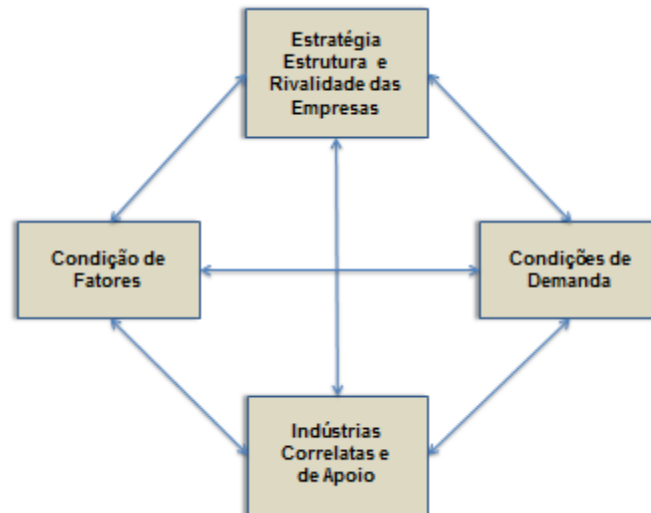 Estratégia
Estrutura e
Rivalidade das
Empresas
Condição de
Fatores
Condições de
Demanda
Indústrias
Correlatas e
de Apoio